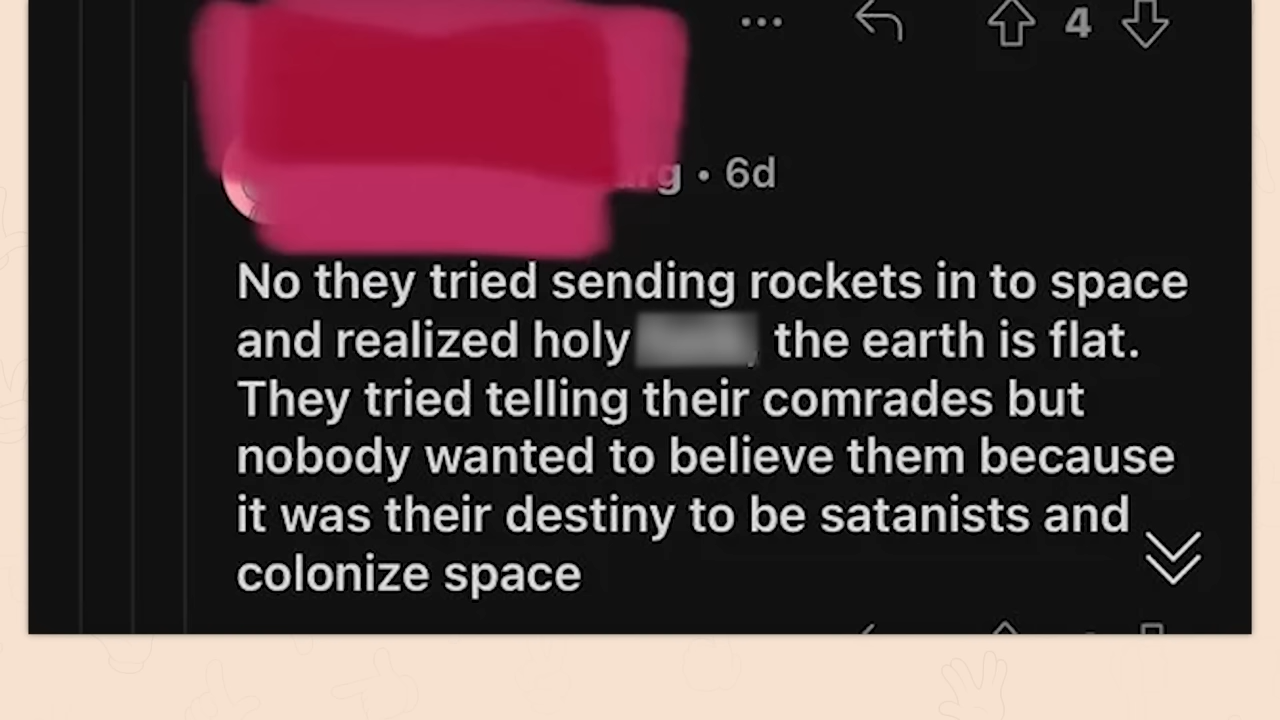 4
• 6d
No they tried sending rockets in to space
and realized holy the earth is flat.
They tried telling their comrades but
nobody wanted to believe them because
it was their destiny to be satanists and
colonize space